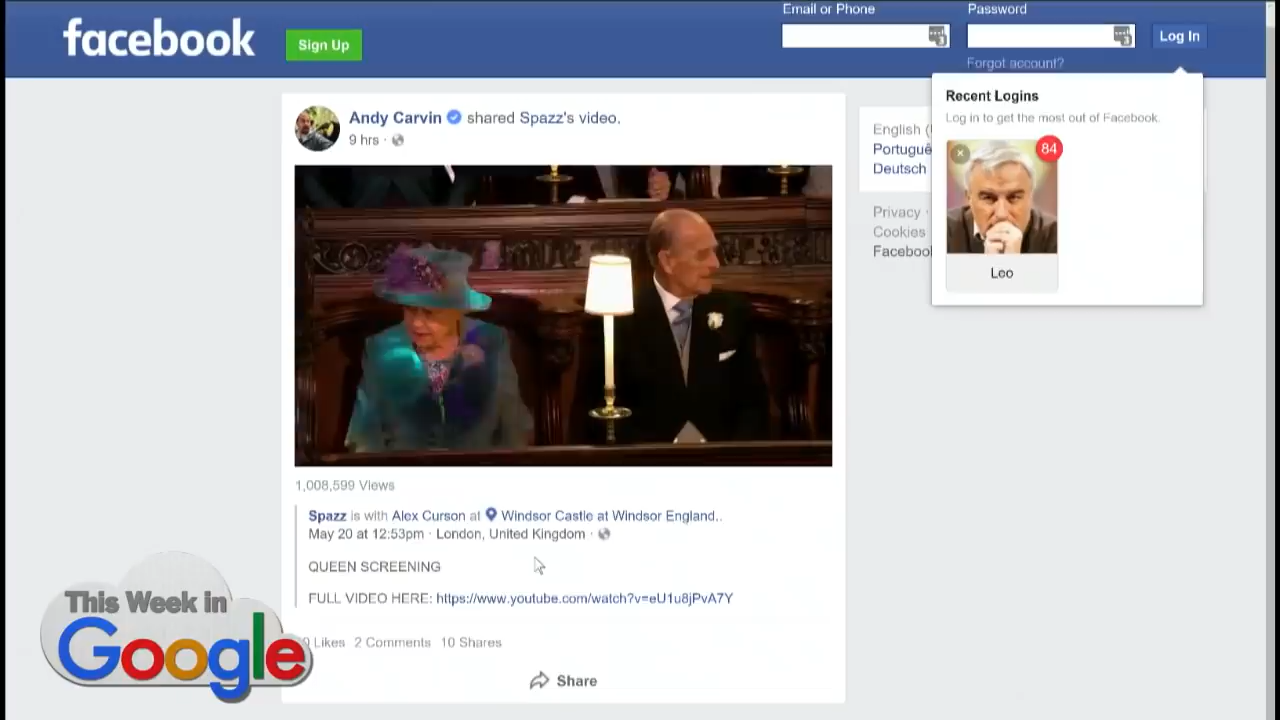 Email or Phone
Password
facebook
Sign Up
Log In
Forgot account?
Recent Logins
Log in to get the most out of Facebook.
84
Leo
Andy Carvin shared Spazz's video.
9 hrs ·
English (
Português
Deutsch
Privacy ·
Cookies
Facebook
1,008,599 Views
Spazz is with Alex Curson at Windsor Castle at Windsor England..
May 20 at 12:53pm · London, United Kingdom ·
QUEEN SCREENING
FULL VIDEO HERE: https://www.youtube.com/watch?v=eU1u8jPvA7Y
Likes 2 Comments 10 Shares
Share
This Week in
Google